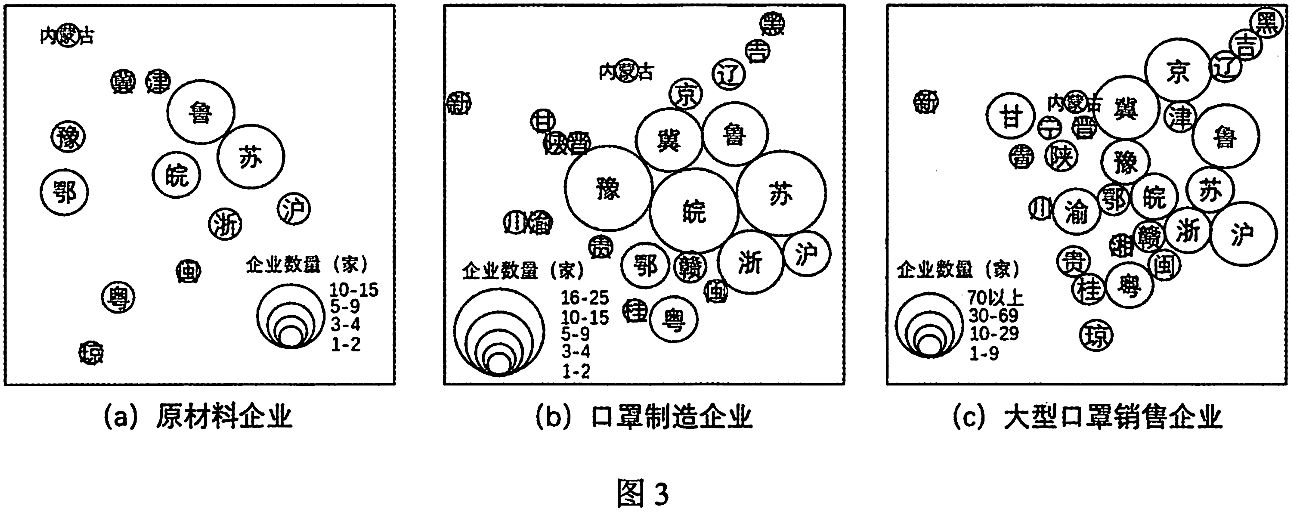 内蒙古
冀 津
鲁
豫
苏
皖
鄂
浙
沪
闽
粤
琼
企业数量（家）
10-15
5-9
3-4
1-2
(a) 原材料企业
黑
吉
辽
内蒙古
京
新
甘
陕 晋
冀
鲁
豫
皖
苏
川 渝
贵
鄂
赣
浙
沪
闽
桂
粤
企业数量（家）
16-25
10-15
5-9
3-4
1-2
(b) 口罩制造企业
黑
吉
辽
京
新
甘
内蒙古
冀
津
鲁
宁
晋
青
陕
豫
苏
川
渝
鄂
皖
浙
沪
湘
赣
贵
闽
桂
粤
琼
企业数量（家）
70以上
30-69
10-29
1-9
(c) 大型口罩销售企业
图 3